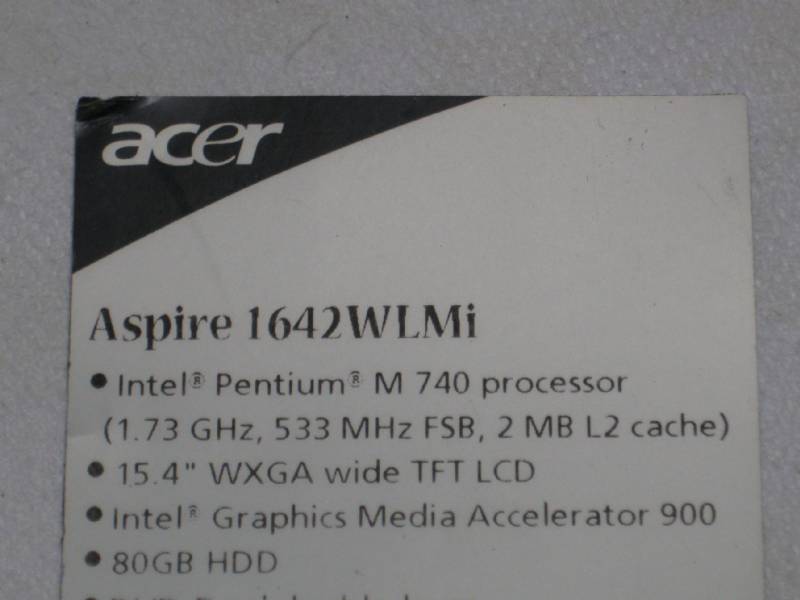 acer
Aspire 1642WLMi
• Intel® Pentium® M 740 processor
(1.73 GHz, 533 MHz FSB, 2 MB L2 cache)
• 15.4" WXGA wide TFT LCD
• Intel® Graphics Media Accelerator 900
• 80GB HDD